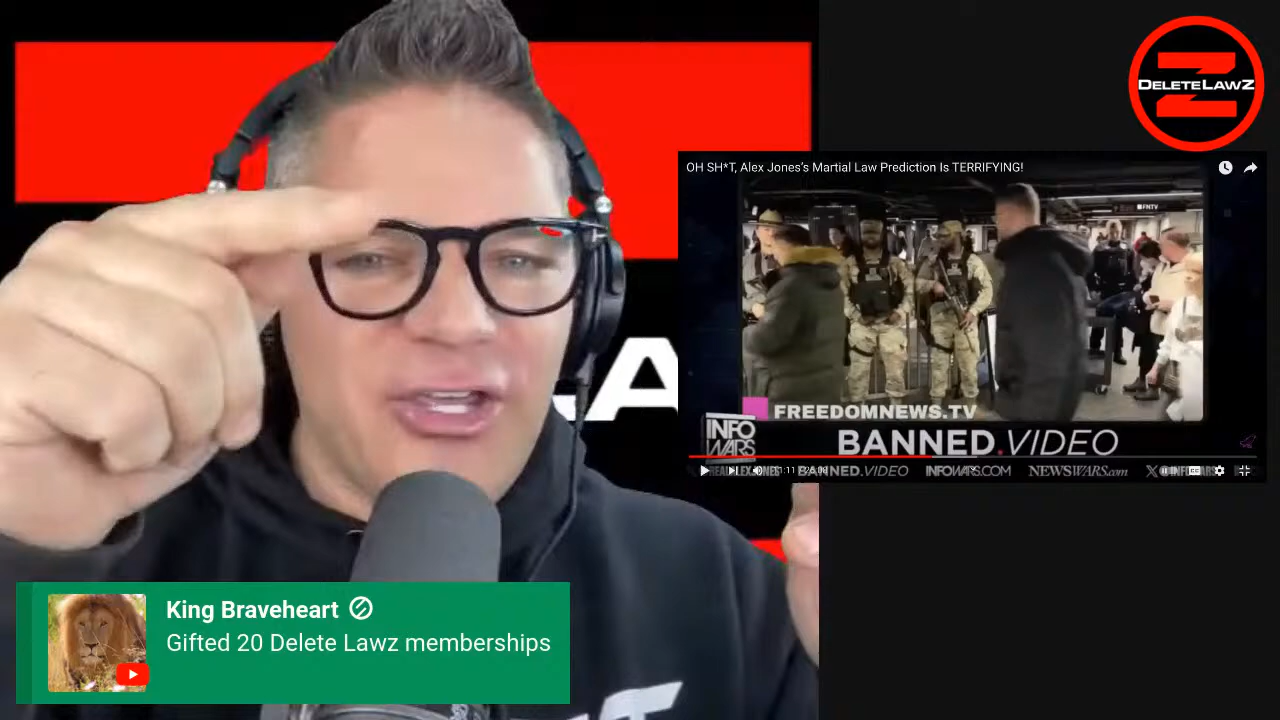 DELETELAWZ
OH SH*T, Alex Jones's Martial Law Prediction Is TERRIFYING!
FNTV
LA
FREEDOMNEWS.TV
INFO
WARS
BANNED.VIDEO
BANNED.VIDEO INFOWARS.COM NEWSWARS.com
King Braveheart
Gifted 20 Delete Lawz memberships